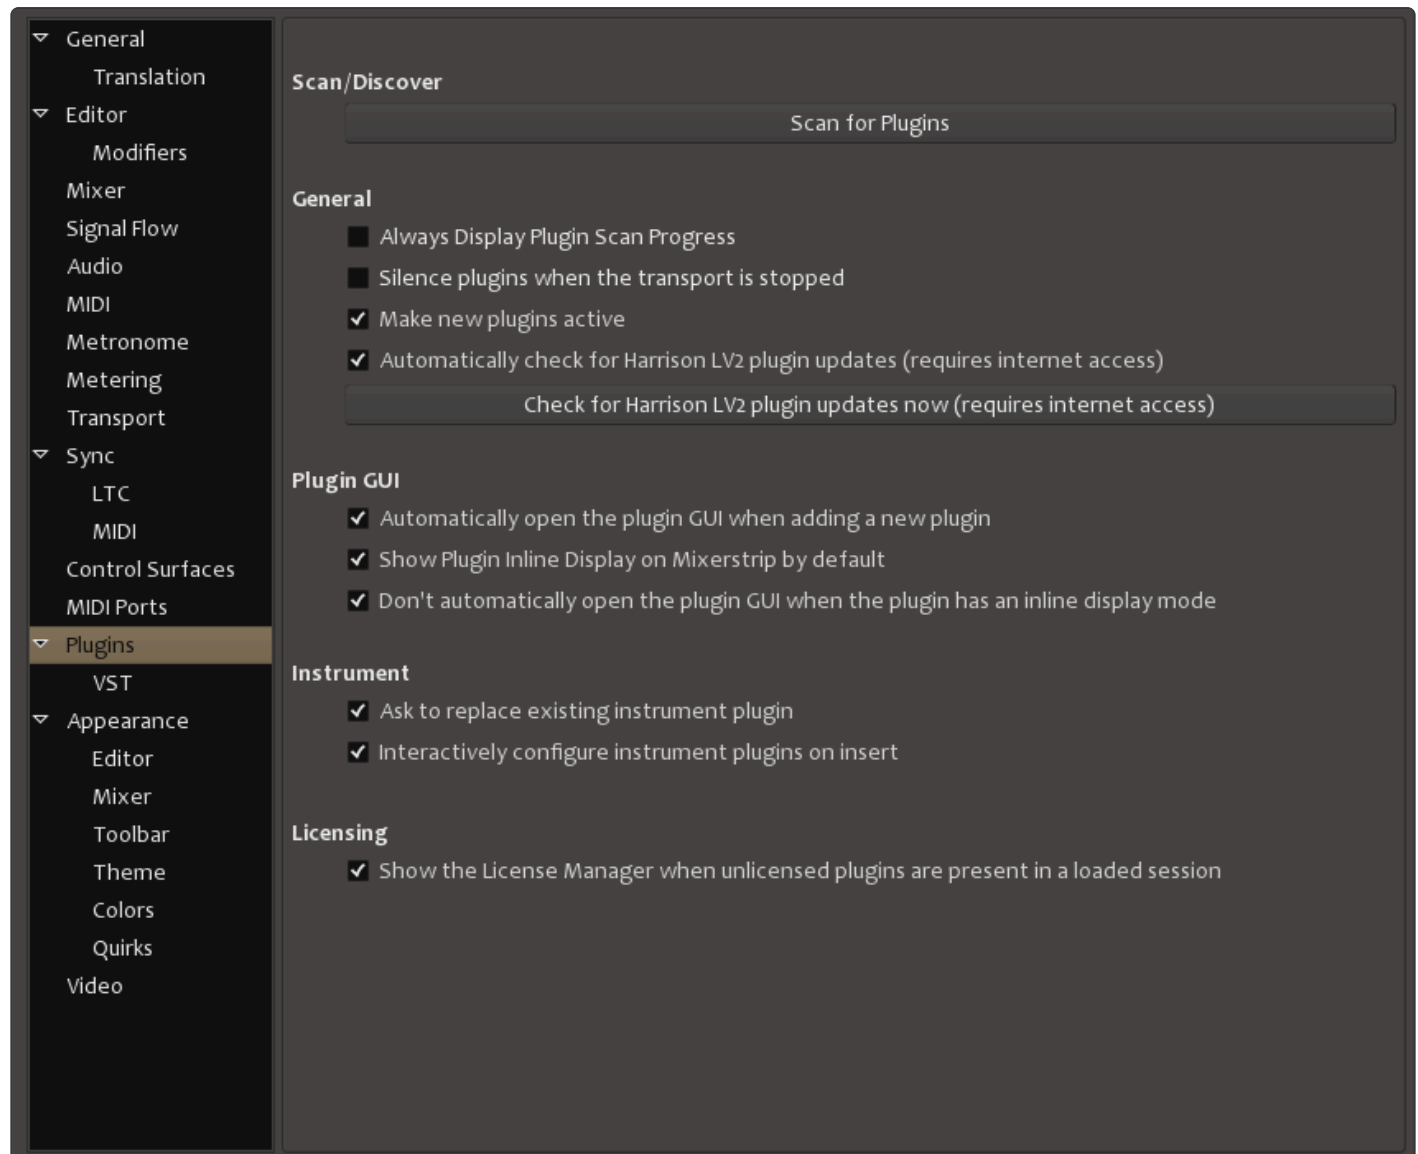 General
Translation
Editor
Modifiers
Mixer
Signal Flow
Audio
MIDI
Metronome
Metering
Transport
Sync
LTC
MIDI
Control Surfaces
MIDI Ports
Plugins
VST
Appearance
Editor
Mixer
Toolbar
Theme
Colors
Quirks
Video
Scan/Discover
Scan for Plugins
General
Always Display Plugin Scan Progress
Silence plugins when the transport is stopped
Make new plugins active
Automatically check for Harrison LV2 plugin updates (requires internet access)
Check for Harrison LV2 plugin updates now (requires internet access)
Plugin GUI
Automatically open the plugin GUI when adding a new plugin
Show Plugin Inline Display on Mixerstrip by default
Don't automatically open the plugin GUI when the plugin has an inline display mode
Instrument
Ask to replace existing instrument plugin
Interactively configure instrument plugins on insert
Licensing
Show the License Manager when unlicensed plugins are present in a loaded session